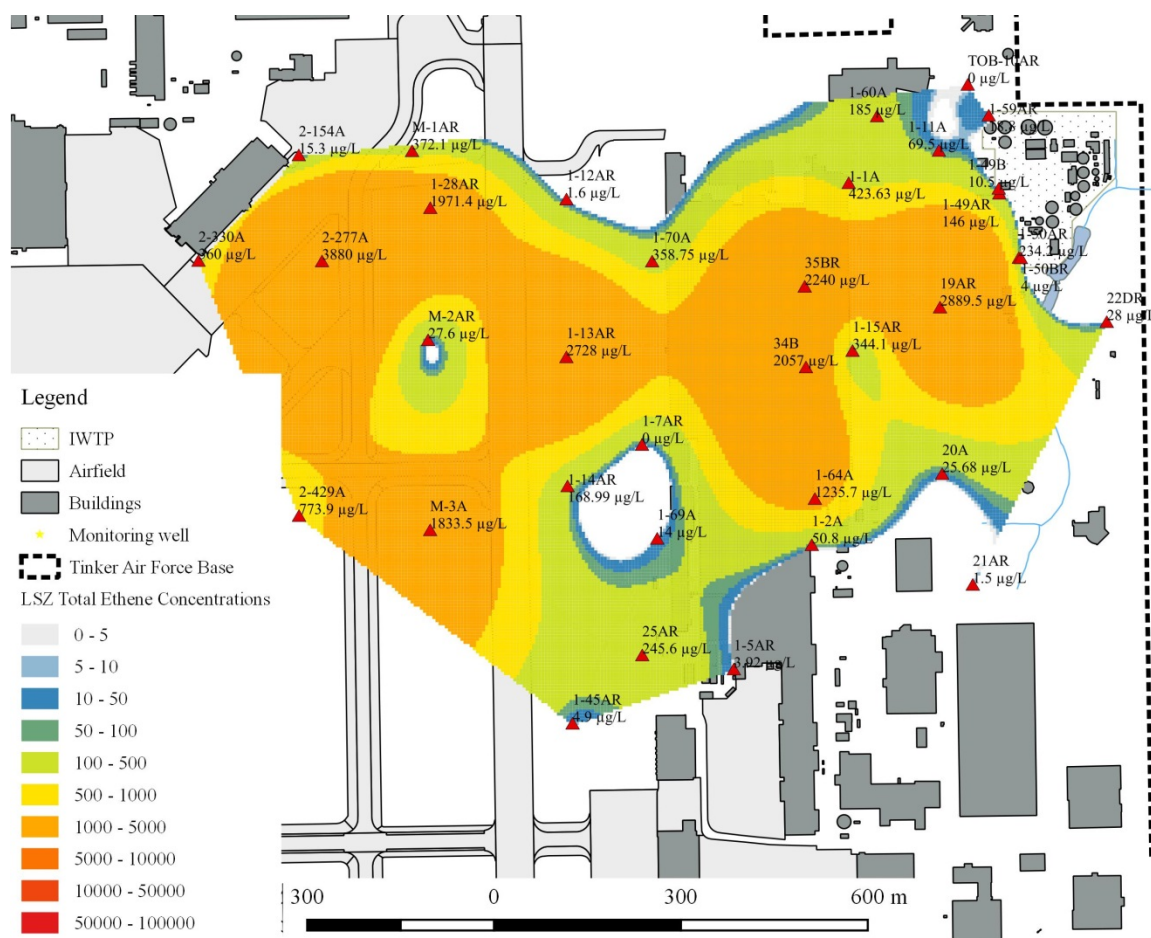 TOB-10AR
0 µg/L
1-60A
185 µg/L
1-59AR
1-11A
69.5 µg/L
2-154A
15.3 µg/L
M-1AR
372.1 µg/L
1-49B
10.5 µg/L
1-12AR
1.6 µg/L
1-28AR
1971.4 µg/L
1-1A
423.63 µg/L
1-49AR
146 µg/L
2-330A
360 µg/L
2-277A
3880 µg/L
1-70A
358.75 µg/L
1-50AR
234.2 µg/L
1-50BR
4 µg/L
35BR
2240 µg/L
19AR
2889.5 µg/L
22DR
28 µg/L
M-2AR
27.6 µg/L
1-13AR
2728 µg/L
34B
2057 µg/L
1-15AR
344.1 µg/L
1-7AR
0 µg/L
20A
25.68 µg/L
1-14AR
168.99 µg/L
1-64A
1235.7 µg/L
2-429A
773.9 µg/L
M-3A
1833.5 µg/L
1-69A
14 µg/L
1-2A
50.8 µg/L
21AR
1.5 µg/L
25AR
245.6 µg/L
1-5AR
3.92 µg/L
1-45AR
4.9 µg/L
Legend
IWTP
Airfield
Buildings
Monitoring well
Tinker Air Force Base
LSZ Total Ethene Concentrations
0 - 5
5 - 10
10 - 50
50 - 100
100 - 500
500 - 1000
1000 - 5000
5000 - 10000
10000 - 50000
50000 - 100000
300 0 300 600 m